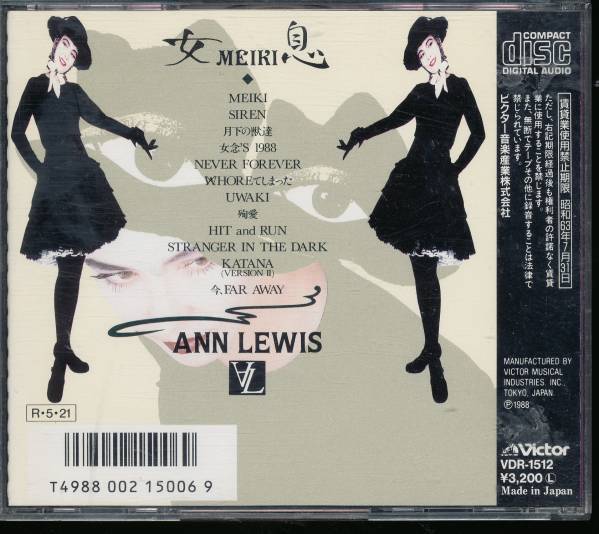 女 MEIKI 息
MEIKI
SIREN
月下の獣達
女念'S 1988
NEVER FOREVER
WHOREてしまった
UWAKI
殉愛
HIT and RUN
STRANGER IN THE DARK
KATANA
(VERSION II)
今、FAR AWAY
ANN LEWIS
AL
R・5・21
T4988 002 15006 9
COMPACT
disc
DIGITAL AUDIO
賃貸業使用禁止期限 昭和63年7月31日
ただし、右記期限経過後も権利者の許諾なく賃貸
業に使用することを禁じます。
また、無断でテープその他に録音することは法律で
禁じられています。
ビクター音楽産業株式会社
MANUFACTURED BY
VICTOR MUSICAL
INDUSTRIES. INC.,
TOKYO, JAPAN.
Ⓟ1988
Victor
VDR-1512
¥3,200 Ⓛ
Made in Japan